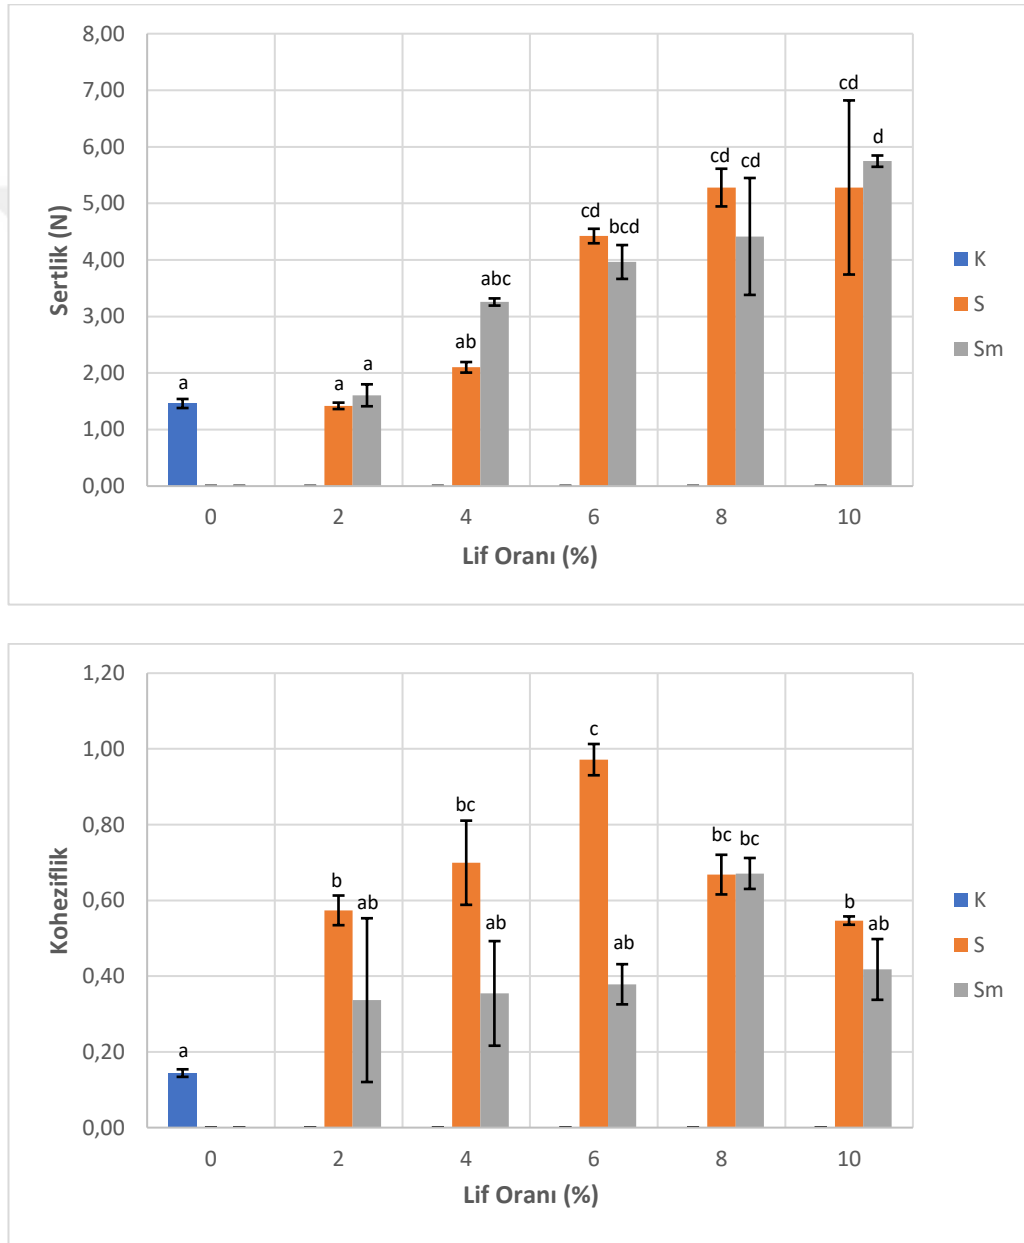 8,00
7,00
6,00
5,00
4,00
3,00
2,00
1,00
0,00
Sertlik (N)
a
a
a
ab
abc
cd
bcd
cd
cd
cd
d
0 2 4 6 8 10
Lif Oranı (%)
K
S
Sm
1,20
1,00
0,80
0,60
0,40
0,20
0,00
Koheziflik
a
b
ab
bc
ab
c
ab
bc
bc
b
ab
0 2 4 6 8 10
Lif Oranı (%)
K
S
Sm